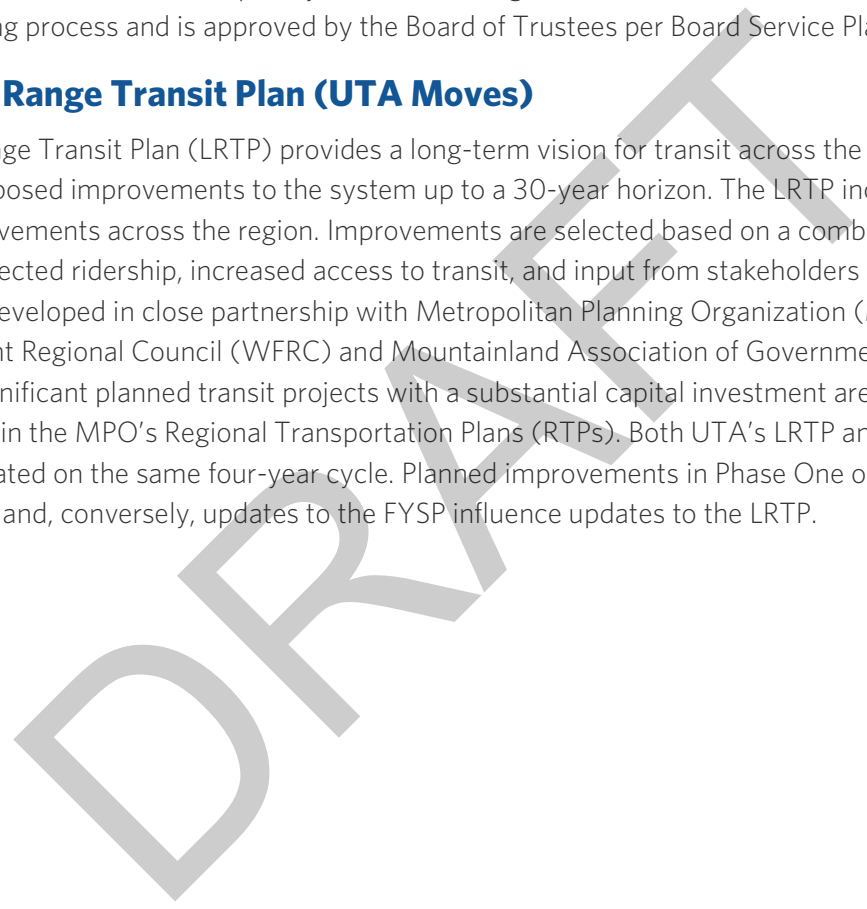 ng process and is approved by the Board of Trustees per Board Service Pla
Range Transit Plan (UTA Moves)
nge Transit Plan (LRTP) provides a long-term vision for transit across the
posed improvements to the system up to a 30-year horizon. The LRTP inc
vements across the region. Improvements are selected based on a comb
ected ridership, increased access to transit, and input from stakeholders
developed in close partnership with Metropolitan Planning Organization (
nt Regional Council (WFRC) and Mountainland Association of Governme
nificant planned transit projects with a substantial capital investment are
in the MPO's Regional Transportation Plans (RTPs). Both UTA's LRTP an
ated on the same four-year cycle. Planned improvements in Phase One o
and, conversely, updates to the FYSP influence updates to the LRTP.
DRAFT